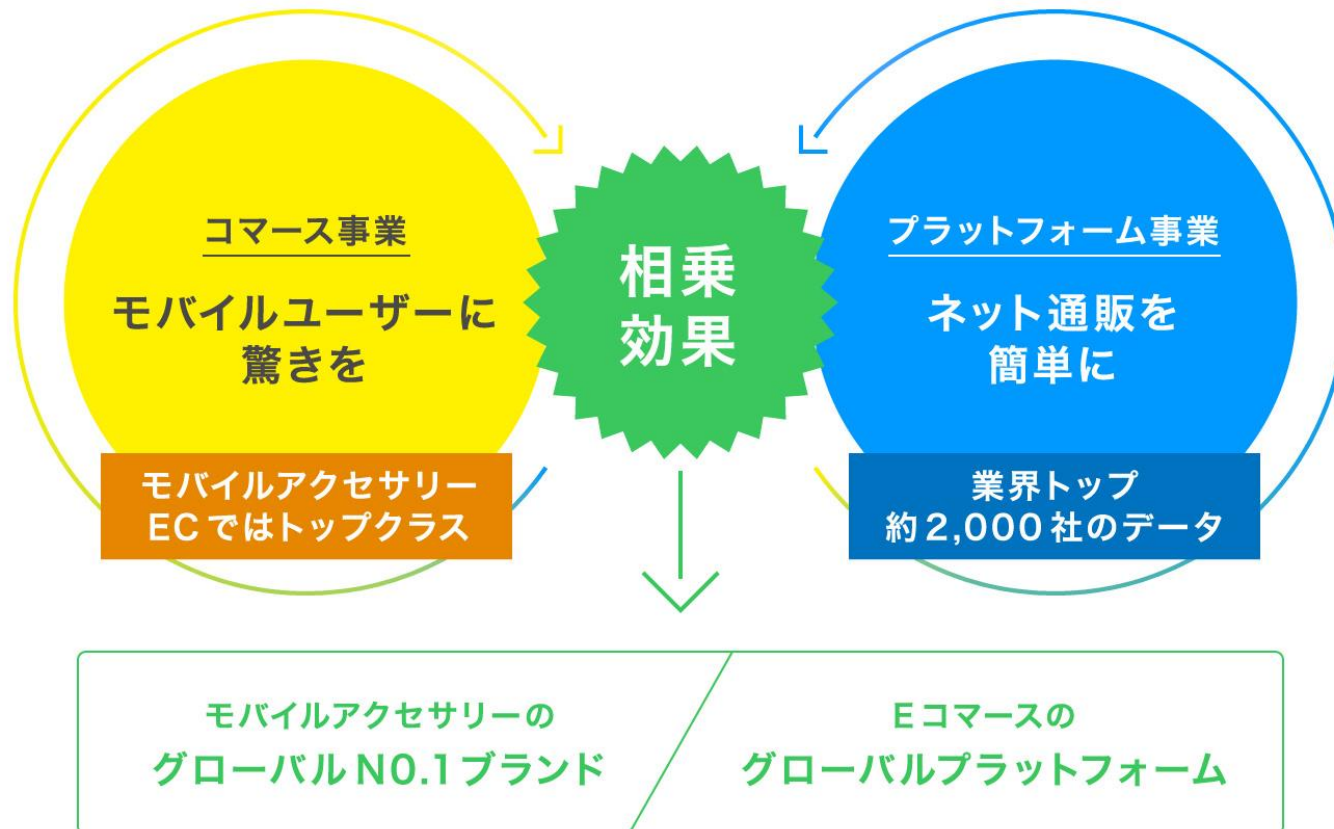 コマース事業
モバイルユーザーに
驚きを
モバイルアクセサリー
ECではトップクラス
相乗
効果
プラットフォーム事業
ネット通販を
簡単に
業界トップ
約2,000社のデータ
モバイルアクセサリーの
グローバルNO.1ブランド
Eコマースの
グローバルプラットフォーム